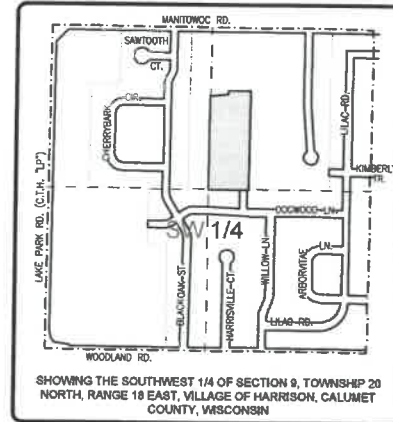 MANITOWOC RD.
SAWTOOTH
CT.
CIR.
CHERRYBARK
LILAC RD.
KIMBERLY
TR.
LAKE PARK RD. (C.T.H. "LP")
DOGWOOD LN.
SW 1/4
BLACKOAK ST
HARRISVILLE CT.
WILLOW LN.
ARBORVITAE
LN.
LILAC RD.
WOODLAND RD.
SHOWING THE SOUTHWEST 1/4 OF SECTION 9, TOWNSHIP 20
NORTH, RANGE 18 EAST, VILLAGE OF HARRISON, CALUMET
COUNTY, WISCONSIN